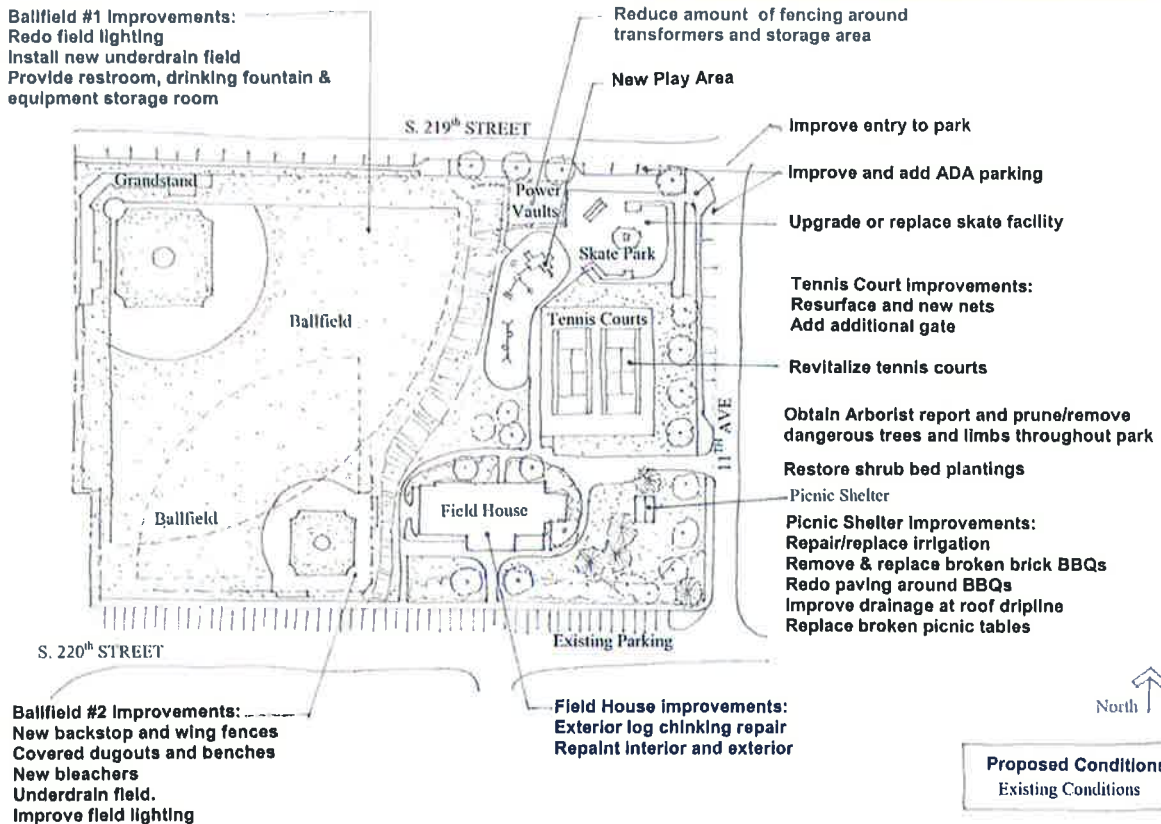 Ballfield #1 Improvements:
Redo field lighting
Install new underdrain field
Provide restroom, drinking fountain &
equipment storage room
Reduce amount of fencing around
transformers and storage area
New Play Area
S. 219th STREET
Improve entry to park
Grandstand
Power
Vaults
Improve and add ADA parking
Upgrade or replace skate facility
Skate Park
Tennis Court improvements:
Resurface and new nets
Add additional gate
Ballfield
Tennis Courts
Revitalize tennis courts
Obtain Arborist report and prune/remove
dangerous trees and limbs throughout park
11TH AVE
Restore shrub bed plantings
Picnic Shelter
Field House
Ballfield
Picnic Shelter Improvements:
Repair/replace irrigation
Remove & replace broken brick BBQs
Redo paving around BBQs
Improve drainage at roof dripline
Replace broken picnic tables
Existing Parking
S. 220th STREET
Ballfield #2 Improvements:
New backstop and wing fences
Covered dugouts and benches
New bleachers
Underdrain field.
Improve field lighting
Field House improvements:
Exterior log chinking repair
Repaint interior and exterior
North
Proposed Conditions
Existing Conditions